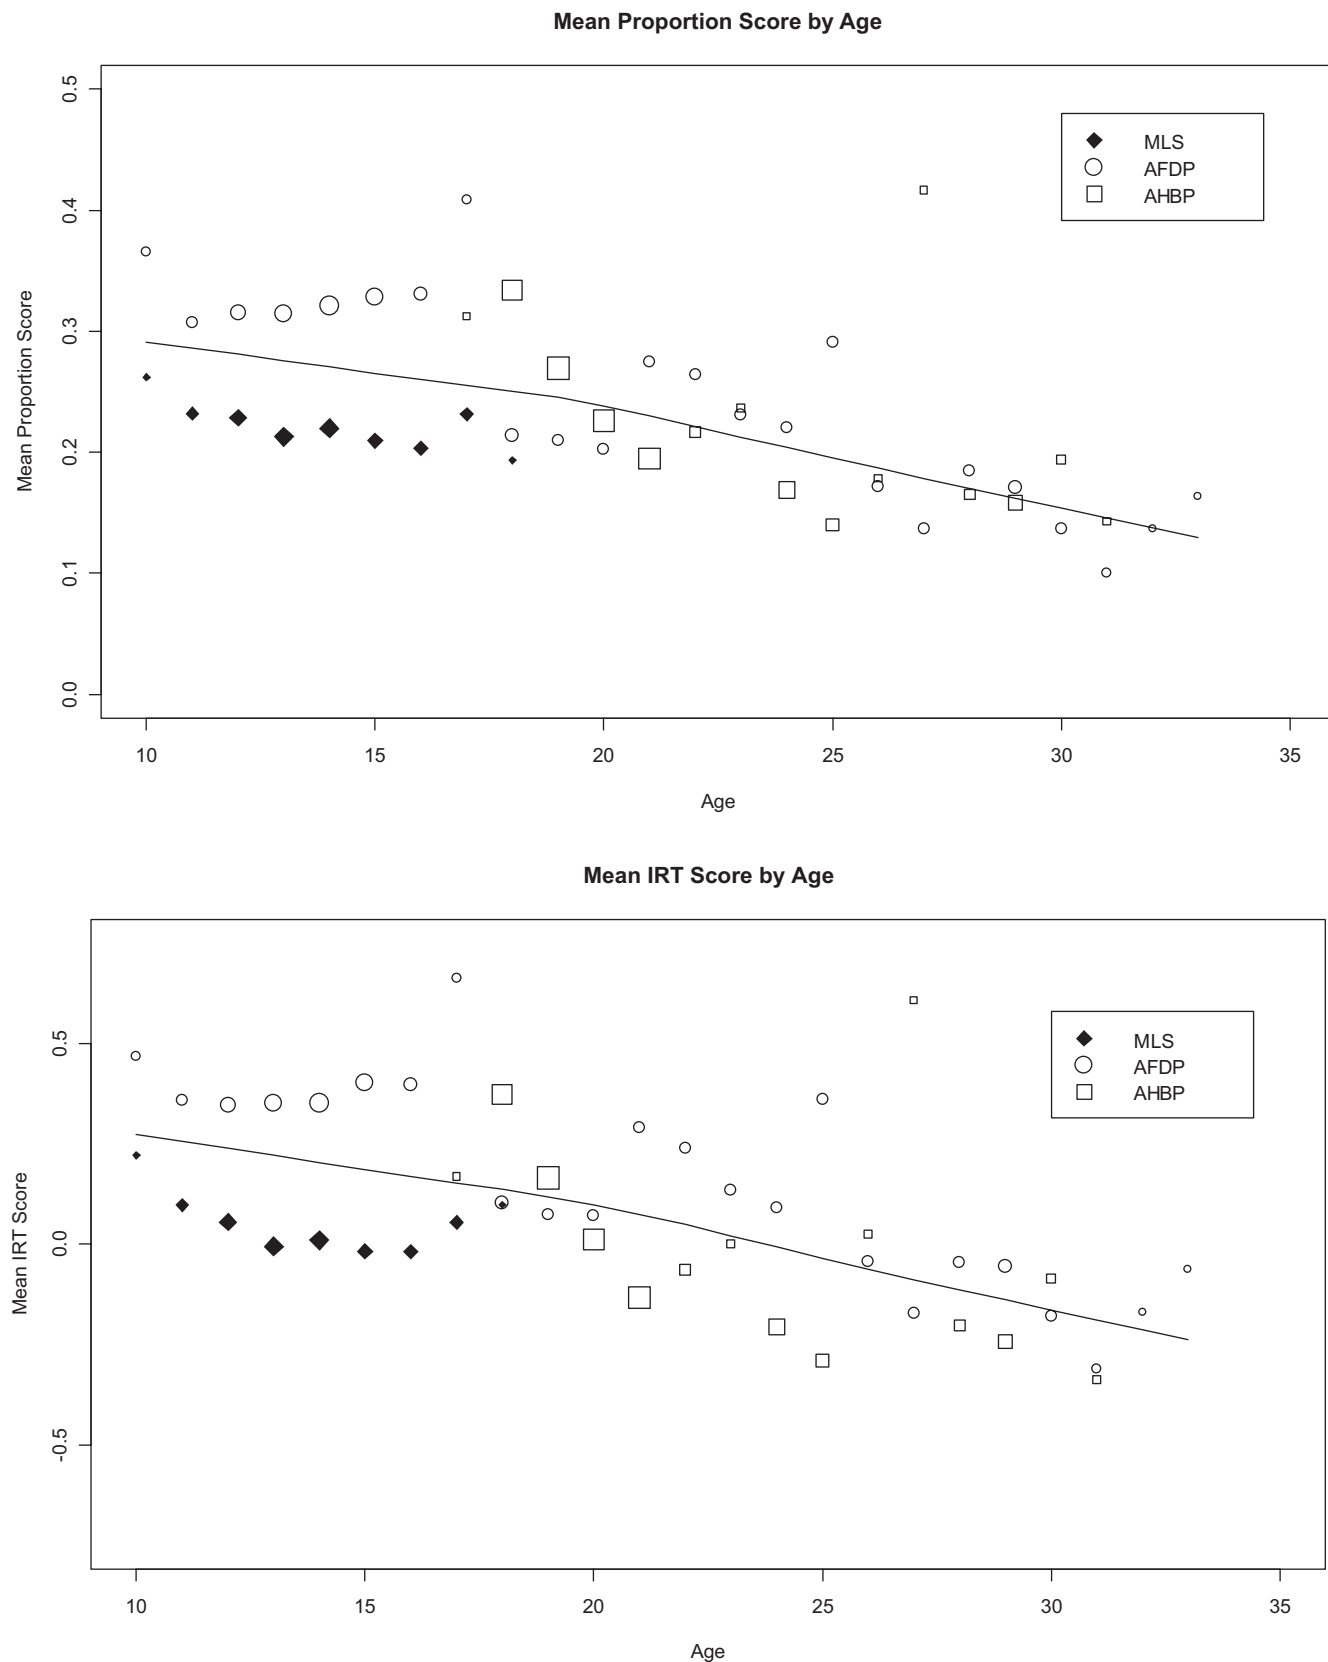 Mean Proportion Score by Age
0.5
0.4
0.3
0.2
0.1
0.0
Mean Proportion Score
MLS
AFDP
AHBP
10 15 20 25 30 35
Age
Mean IRT Score by Age
0.5
0.0
-0.5
Mean IRT Score
MLS
AFDP
AHBP
10 15 20 25 30 35
Age